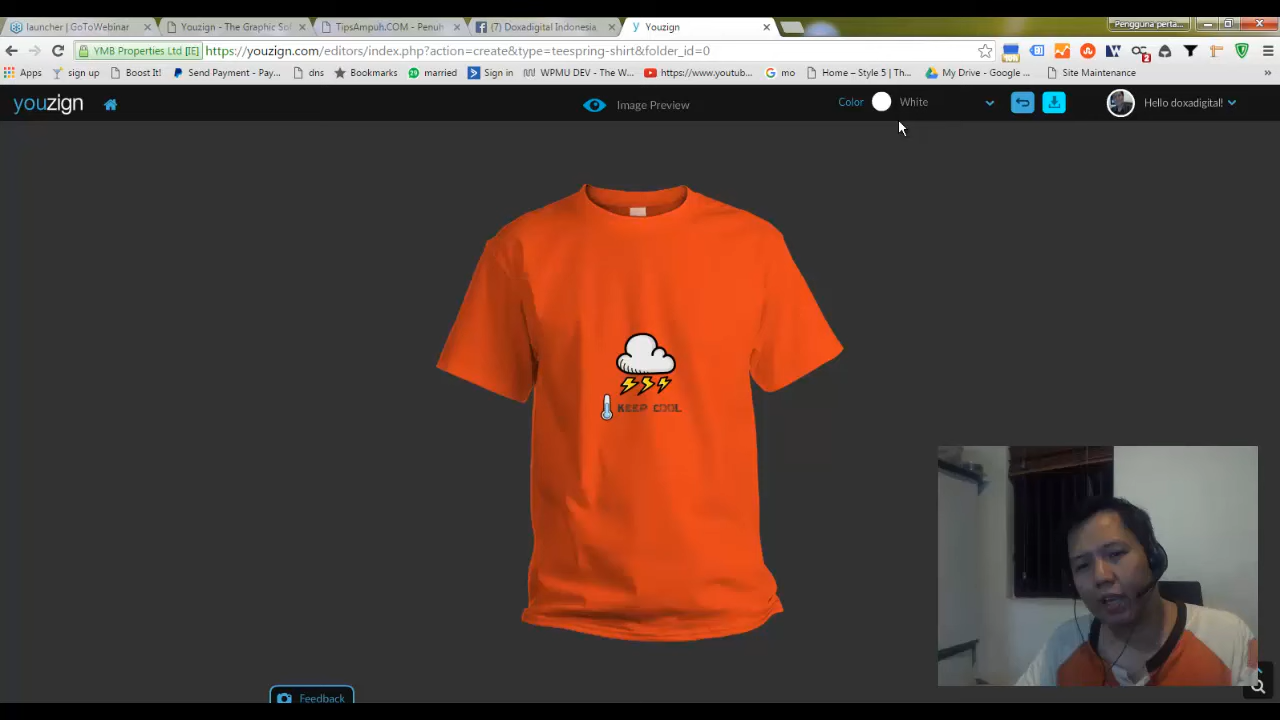 launcher | GoToWebinar
Youzign - The Graphic Sol
TipsAmpuh.COM - Penuh
(7) Doxadigital Indonesia
Youzign
Pengguna perta...
YMB Properties Ltd [IE]
https://youzign.com/editors/index.php?action=create&type=teespring-shirt&folder_id=0
Apps
sign up
Boost It!
Send Payment - Pay...
dns
Bookmarks
married
Sign in
WPMU DEV - The W...
https://www.youtub...
mo
Home – Style 5 | Th...
My Drive - Google ...
Site Maintenance
youzign
Image Preview
Color
White
Hello doxadigital!
KEEP COOL
Feedback